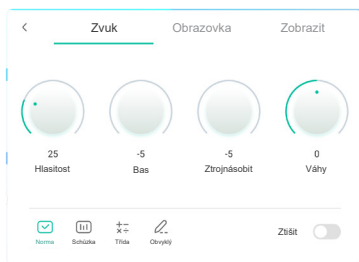 Zvuk Obrazovka Zobrazit
25 -5 -5 0
Hlasitost Bas Ztrojnásobit Váhy
Norma Schůzka Třída Obvyklý Ztišit